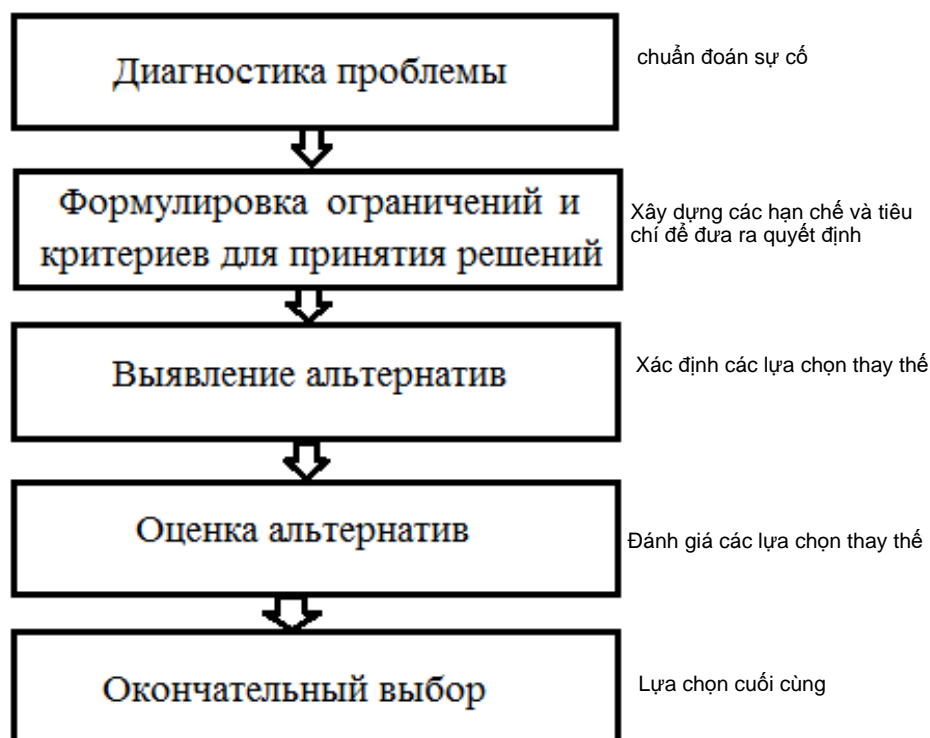 Диагностика проблемы
chuẩn đoán sự cố
Формулировка ограничений и
критериев для принятия решений
Xây dựng các hạn chế và tiêu
chí để đưa ra quyết định
Выявление альтернатив
Xác định các lựa chọn thay thế
Оценка альтернатив
Đánh giá các lựa chọn thay thế
Окончательный выбор
Lựa chọn cuối cùng